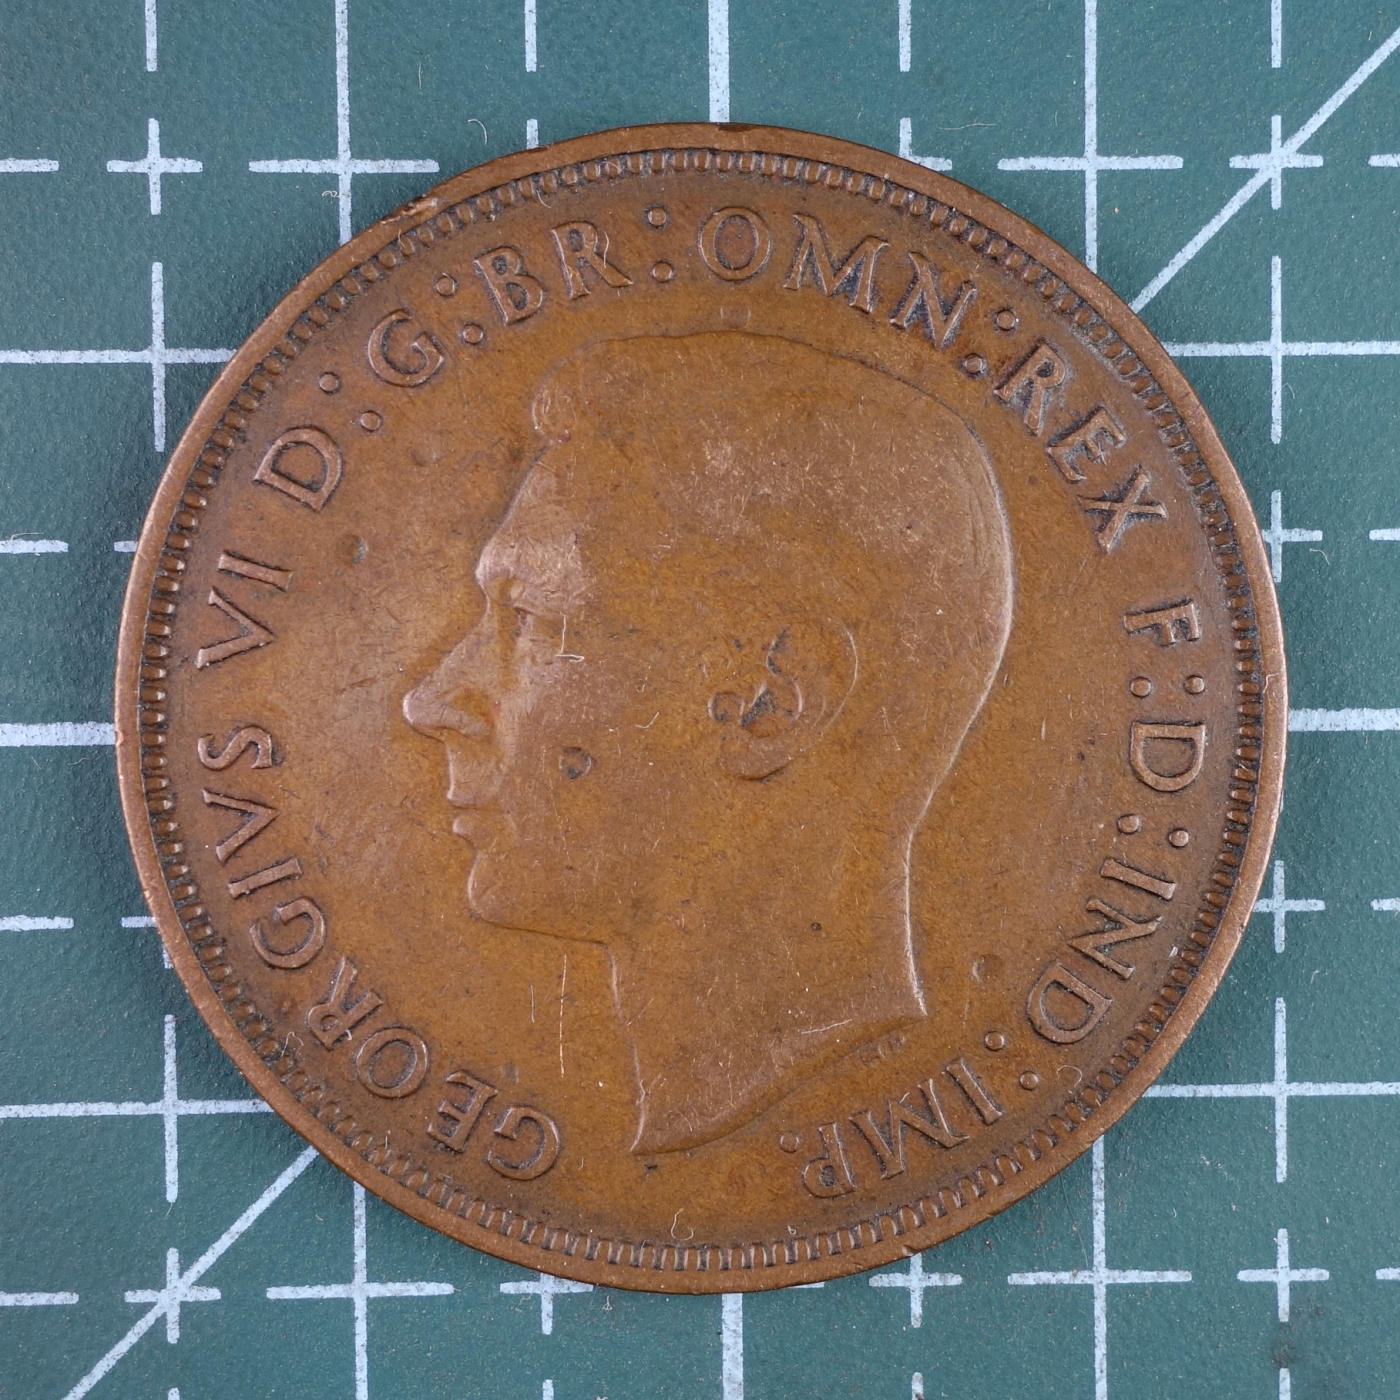 GEORGIVS VI D : G : BR : OMN : REX F : D : IND : IMP.